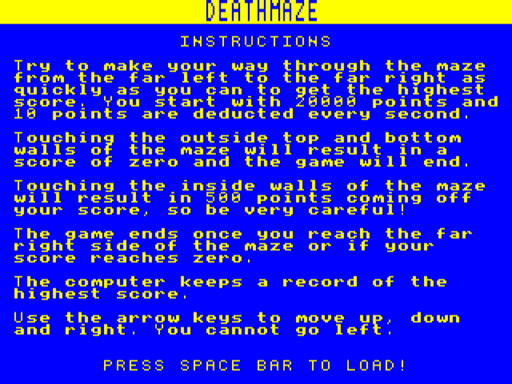 DEATHMAZE
INSTRUCTIONS
Try to make your way through the maze
from the far left to the far right as
quickly as you can to get the highest
score. You start with 20000 points and
10 points are deducted every second.
Touching the outside top and bottom
walls of the maze will result in a
score of zero and the game will end.
Touching the inside walls of the maze
will result in 500 points coming off
your score, so be very careful!
The game ends once you reach the far
right side of the maze or if your
score reaches zero.
The computer keeps a record of the
highest score.
Use the arrow keys to move up, down
and right. You cannot go left.
PRESS SPACE BAR TO LOAD!